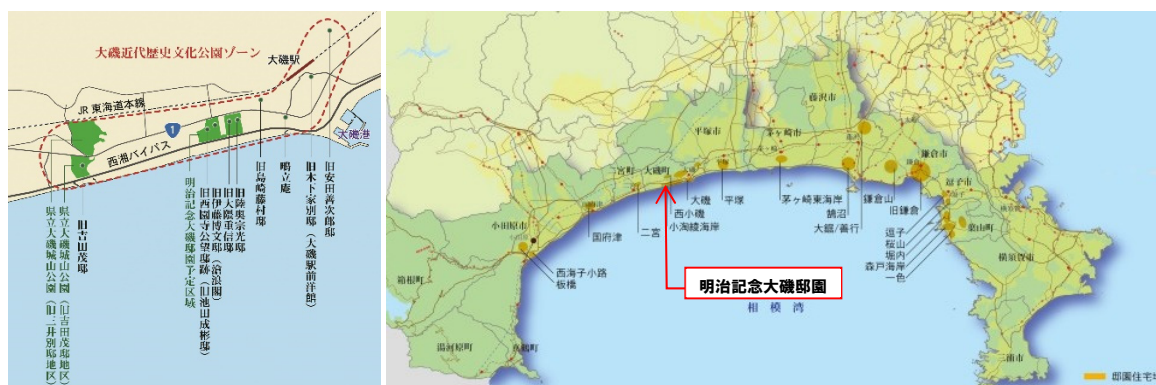 大磯近代歴史文化公園ゾーン
大磯駅
JR東海道本線
1
西湘バイパス
大磯港
旧安田善次郎邸
旧木下家別邸（大磯駅前洋館）
鴫立庵
旧島崎藤村邸
旧陸奥宗光邸
旧大隈重信邸
旧伊藤博文邸（滄浪閣）
旧西園寺公望邸跡（旧池田成彬邸）
明治記念大磯邸園予定区域
旧吉田茂邸
県立大磯城山公園（旧吉田茂邸地区）
県立大磯城山公園（旧三井別邸地区）
藤沢市
平塚市
茅ヶ崎市
鎌倉市
二宮町
大磯町
逗子市
小田原市
葉山町
横須賀市
箱根町
湯河原町
真鶴町
三浦市
大磯
平塚
茅ヶ崎東海岸
鵠沼
大鋸/善行
鎌倉山
旧鎌倉
西小磯
小淘綾海岸
国府津
二宮
逗子
桜山
堀内
森戸海岸
一色
西海子小路
板橋
明治記念大磯邸園
相模湾
邸園住宅地